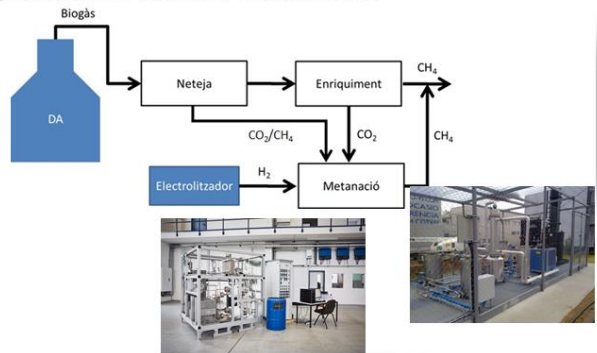 Biogàs
DA
Neteja
Enriquiment
CH₄
CO₂/CH₄
CO₂
CH₄
H₂
Electrolitzador
Metanació